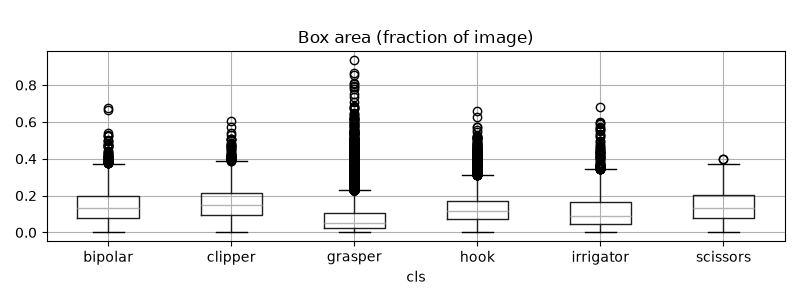 Box area (fraction of image)
0.8
0.6
0.4
0.2
0.0
bipolar clipper grasper hook irrigator scissors
cls